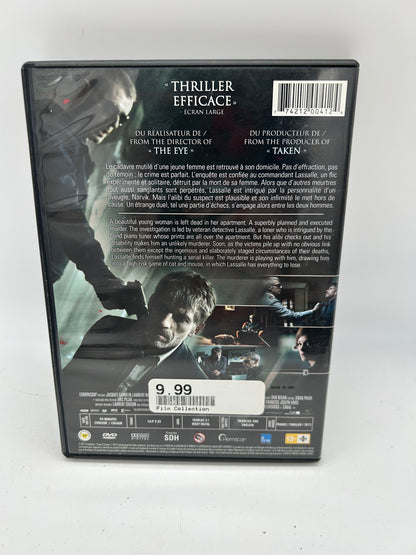 « THRILLER
EFFICACE »
- ÉCRAN LARGE
7 74212 00412
DU RÉALISATEUR DE /
FROM THE DIRECTOR OF
« THE EYE »
DU PRODUCTEUR DE /
FROM THE PRODUCER OF
« TAKEN »
Le cadavre mutilé d'une jeune femme est retrouvé à son domicile. Pas d'effraction, pas
de témoin ; le crime est parfait. L'enquête est confiée au commandant Lassalle, un flic
expérimenté et solitaire, détruit par la mort de sa femme. Alors que d'autres meurtres
tout aussi sanglants sont perpétrés, Lassalle est intrigué par la personnalité d'un
aveugle, Narvik. Mais l'alibi du suspect est plausible et son infirmité le met hors de
cause. Un étrange duel, tel une partie d'échecs, s'engage alors entre les deux hommes.
A beautiful young woman is left dead in her apartment. A superbly planned and executed
murder. The investigation is led by veteran detective Lassalle, a loner who is intrigued by the
blind piano tuner whose prints are all over the apartment. But his alibi checks out and his
disability makes him an unlikely murderer. Soon, as the victims pile up with no obvious link
between them except the ingenious and elaborately staged circumstances of their deaths,
Lassalle finds himself hunting a serial killer. The murderer is playing with him, drawing him
into a high risk game of cat and mouse, in which Lassalle has everything to lose.
9.99
Film Collection
DVD
SDH